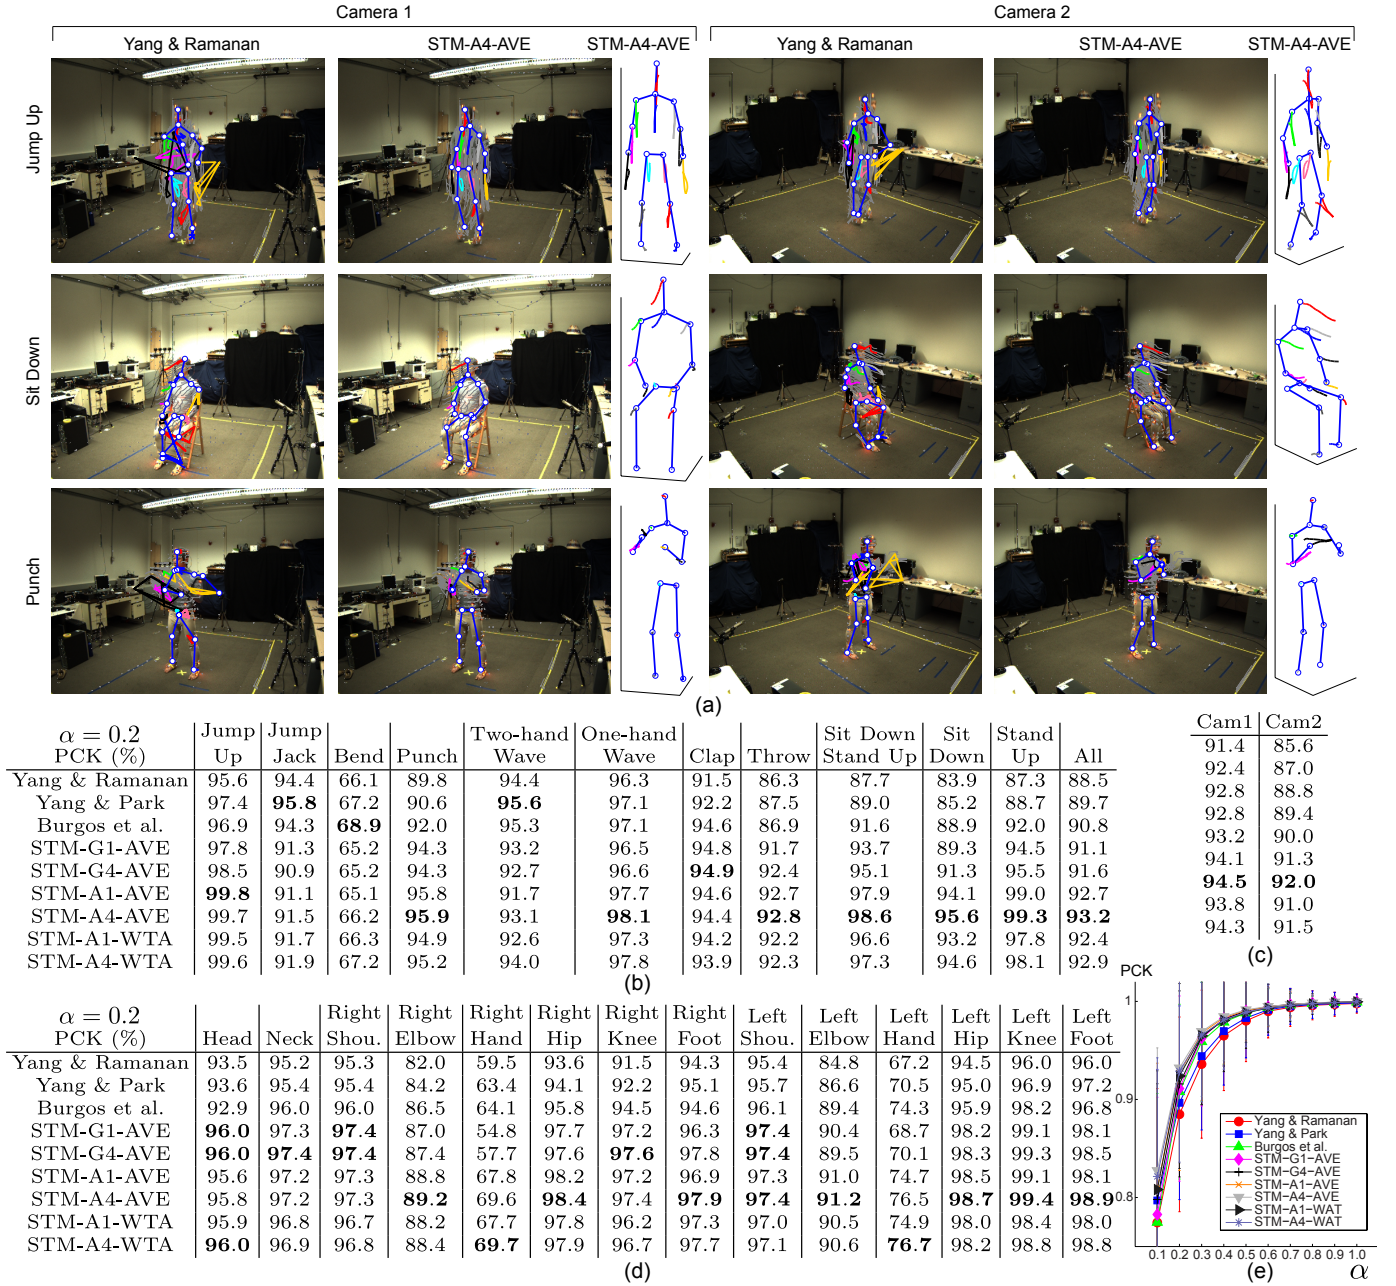 Camera 1
Camera 2
Yang & Ramanan
STM-A4-AVE
STM-A4-AVE
Yang & Ramanan
STM-A4-AVE
STM-A4-AVE
Jump Up
Sit Down
Punch
(a)
α = 0.2 Jump Jump Two-hand One-hand Sit Down Sit Stand
PCK (%) Up Jack Bend Punch Wave Wave Clap Throw Stand Up Down Up All
Yang & Ramanan 95.6 94.4 66.1 89.8 94.4 96.3 91.5 86.3 87.7 83.9 87.3 88.5
Yang & Park 97.4 95.8 67.2 90.6 95.6 97.1 92.2 87.5 89.0 85.2 88.7 89.7
Burgos et al. 96.9 94.3 68.9 92.0 95.3 97.1 94.6 86.9 91.6 88.9 92.0 90.8
STM-G1-AVE 97.8 91.3 65.2 94.3 93.2 96.5 94.8 91.7 93.7 89.3 94.5 91.1
STM-G4-AVE 98.5 90.9 65.2 94.3 92.7 96.6 94.9 92.4 95.1 91.3 95.5 91.6
STM-A1-AVE 99.8 91.1 65.1 95.8 91.7 97.7 94.6 92.7 97.9 94.1 99.0 92.7
STM-A4-AVE 99.7 91.5 66.2 95.9 93.1 98.1 94.4 92.8 98.6 95.6 99.3 93.2
STM-A1-WTA 99.5 91.7 66.3 94.9 92.6 97.3 94.2 92.2 96.6 93.2 97.8 92.4
STM-A4-WTA 99.6 91.9 67.2 95.2 94.0 97.8 93.9 92.3 97.3 94.6 98.1 92.9
(b)
Cam1 Cam2
91.4 85.6
92.4 87.0
92.8 88.8
92.8 89.4
93.2 90.0
94.1 91.3
94.5 92.0
93.8 91.0
94.3 91.5
(c)
α = 0.2 Right Right Right Right Right Right Left Left Left Left Left Left
PCK (%) Head Neck Shou. Elbow Hand Hip Knee Foot Shou. Elbow Hand Hip Knee Foot
Yang & Ramanan 93.5 95.2 95.3 82.0 59.5 93.6 91.5 94.3 95.4 84.8 67.2 94.5 96.0 96.0
Yang & Park 93.6 95.4 95.4 84.2 63.4 94.1 92.2 95.1 95.7 86.6 70.5 95.0 96.9 97.2
Burgos et al. 92.9 96.0 96.0 86.5 64.1 95.8 94.5 94.6 96.1 89.4 74.3 95.9 98.2 96.8
STM-G1-AVE 96.0 97.3 97.4 87.0 54.8 97.7 97.2 96.3 97.4 90.4 68.7 98.2 99.1 98.1
STM-G4-AVE 96.0 97.4 97.4 87.4 57.7 97.6 97.6 97.8 97.4 89.5 70.1 98.3 99.3 98.5
STM-A1-AVE 95.9 97.2 97.3 88.8 67.8 98.2 97.2 96.9 97.3 91.0 74.7 98.5 99.1 98.1
STM-A4-AVE 95.8 97.2 97.3 89.2 69.6 98.4 97.4 97.9 97.4 91.2 76.5 98.7 99.4 98.9
STM-A1-WTA 95.9 96.8 96.7 88.2 67.7 97.8 96.2 97.3 97.0 90.5 74.9 98.0 98.4 98.0
STM-A4-WTA 96.0 96.9 96.8 88.4 69.7 97.9 96.7 97.7 97.1 90.6 76.7 98.2 98.8 98.8
(d)
PCK
1
0.9
0.8
Yang & Ramanan
Yang & Park
Burgos et al.
STM-G1-AVE
STM-G4-AVE
STM-A1-AVE
STM-A4-AVE
STM-A1-WAT
STM-A4-WAT
0.1 0.2 0.3 0.4 0.5 0.6 0.7 0.8 0.9 1.0
(e)
α